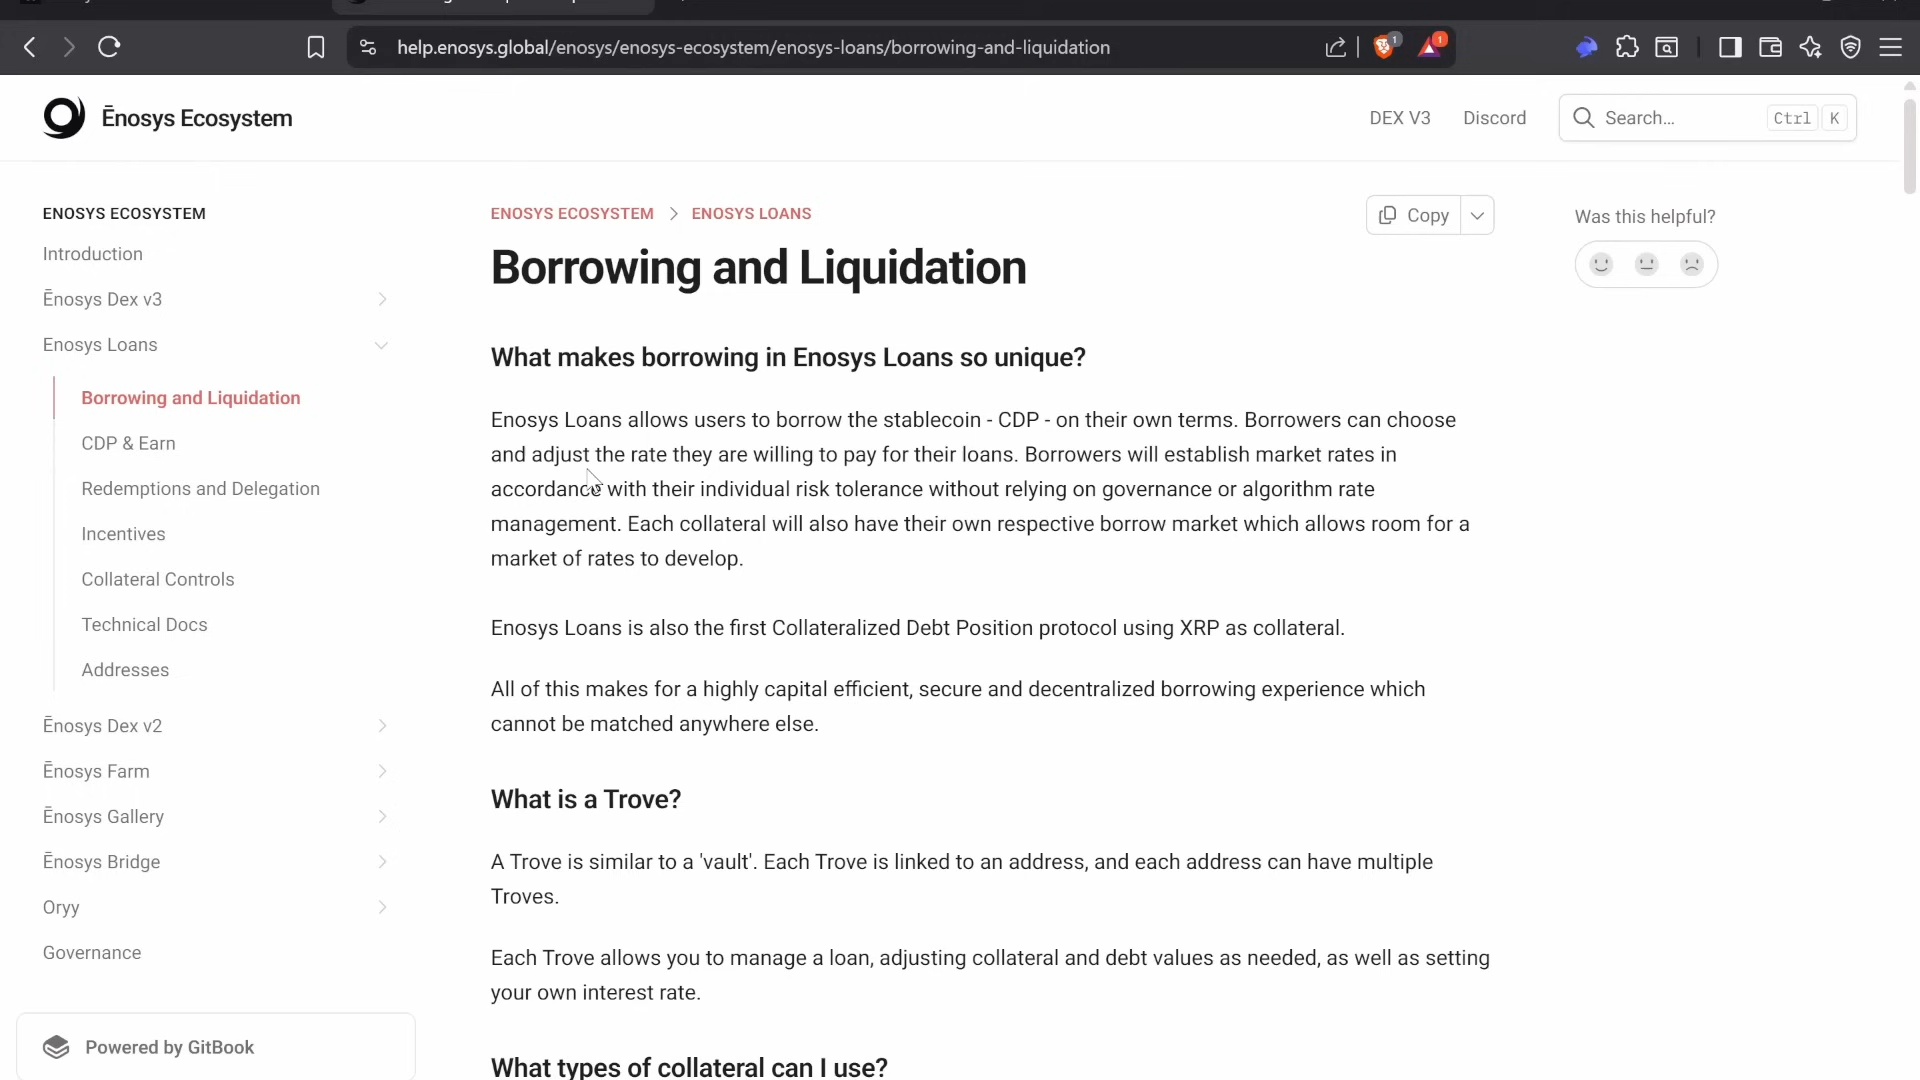 help.enosys.global/enosys/enosys-ecosystem/enosys-loans/borrowing-and-liquidation
1
1
Ēnosys Ecosystem
DEX V3
Discord
Search...
Ctrl
K
ENOSYS ECOSYSTEM
Introduction
Ēnosys Dex v3
Enosys Loans
Borrowing and Liquidation
CDP & Earn
Redemptions and Delegation
Incentives
Collateral Controls
Technical Docs
Addresses
Ēnosys Dex v2
Ēnosys Farm
Ēnosys Gallery
Ēnosys Bridge
Oryy
Governance
Powered by GitBook
ENOSYS ECOSYSTEM > ENOSYS LOANS
Copy
Borrowing and Liquidation
What makes borrowing in Enosys Loans so unique?
Enosys Loans allows users to borrow the stablecoin - CDP - on their own terms. Borrowers can choose
and adjust the rate they are willing to pay for their loans. Borrowers will establish market rates in
accordance with their individual risk tolerance without relying on governance or algorithm rate
management. Each collateral will also have their own respective borrow market which allows room for a
market of rates to develop.
Enosys Loans is also the first Collateralized Debt Position protocol using XRP as collateral.
All of this makes for a highly capital efficient, secure and decentralized borrowing experience which
cannot be matched anywhere else.
What is a Trove?
A Trove is similar to a 'vault'. Each Trove is linked to an address, and each address can have multiple
Troves.
Each Trove allows you to manage a loan, adjusting collateral and debt values as needed, as well as setting
your own interest rate.
What types of collateral can I use?
Was this helpful?